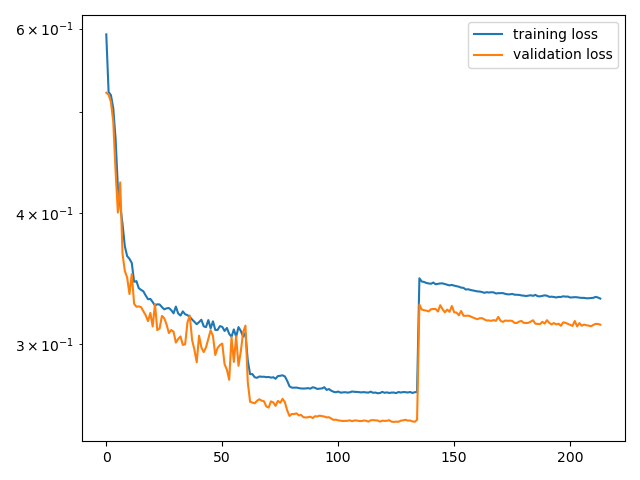 6 × 10⁻¹
4 × 10⁻¹
3 × 10⁻¹
0 50 100 150 200
training loss
validation loss